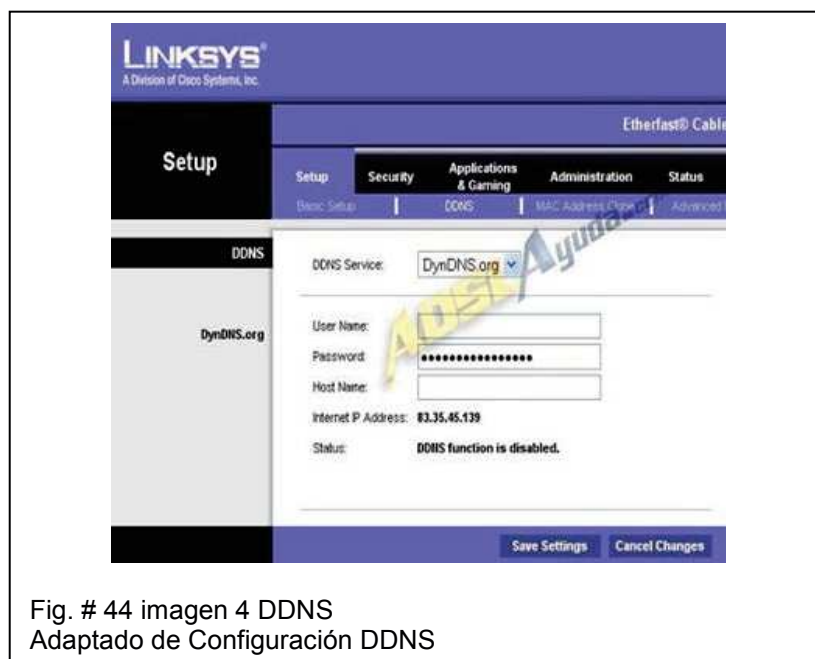 LINKSYS®
A Division of Cisco Systems, Inc.
Etherfast® Cable
Setup
Setup Security Applications & Gaming Administration Status
Basic Setup DDNS MAC Address Clone Advanced
DDNS
DDNS Service: DynDNS.org
AdslAyuda.com
DynDNS.org
User Name:
Password: ••••••••••••••••
Host Name:
Internet IP Address: 83.35.45.139
Status: DDNS function is disabled.
Save Settings Cancel Changes
Fig. # 44 imagen 4 DDNS
Adaptado de Configuración DDNS